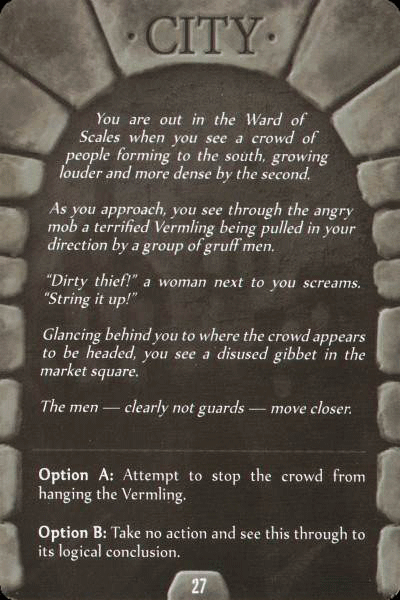 · CITY ·
You are out in the Ward of
Scales when you see a crowd of
people forming to the south, growing
louder and more dense by the second.
As you approach, you see through the angry
mob a terrified Vermling being pulled in your
direction by a group of gruff men.
“Dirty thief!” a woman next to you screams.
“String it up!”
Glancing behind you to where the crowd appears
to be headed, you see a disused gibbet in the
market square.
The men — clearly not guards — move closer.
Option A: Attempt to stop the crowd from
hanging the Vermling.
Option B: Take no action and see this through to
its logical conclusion.
27